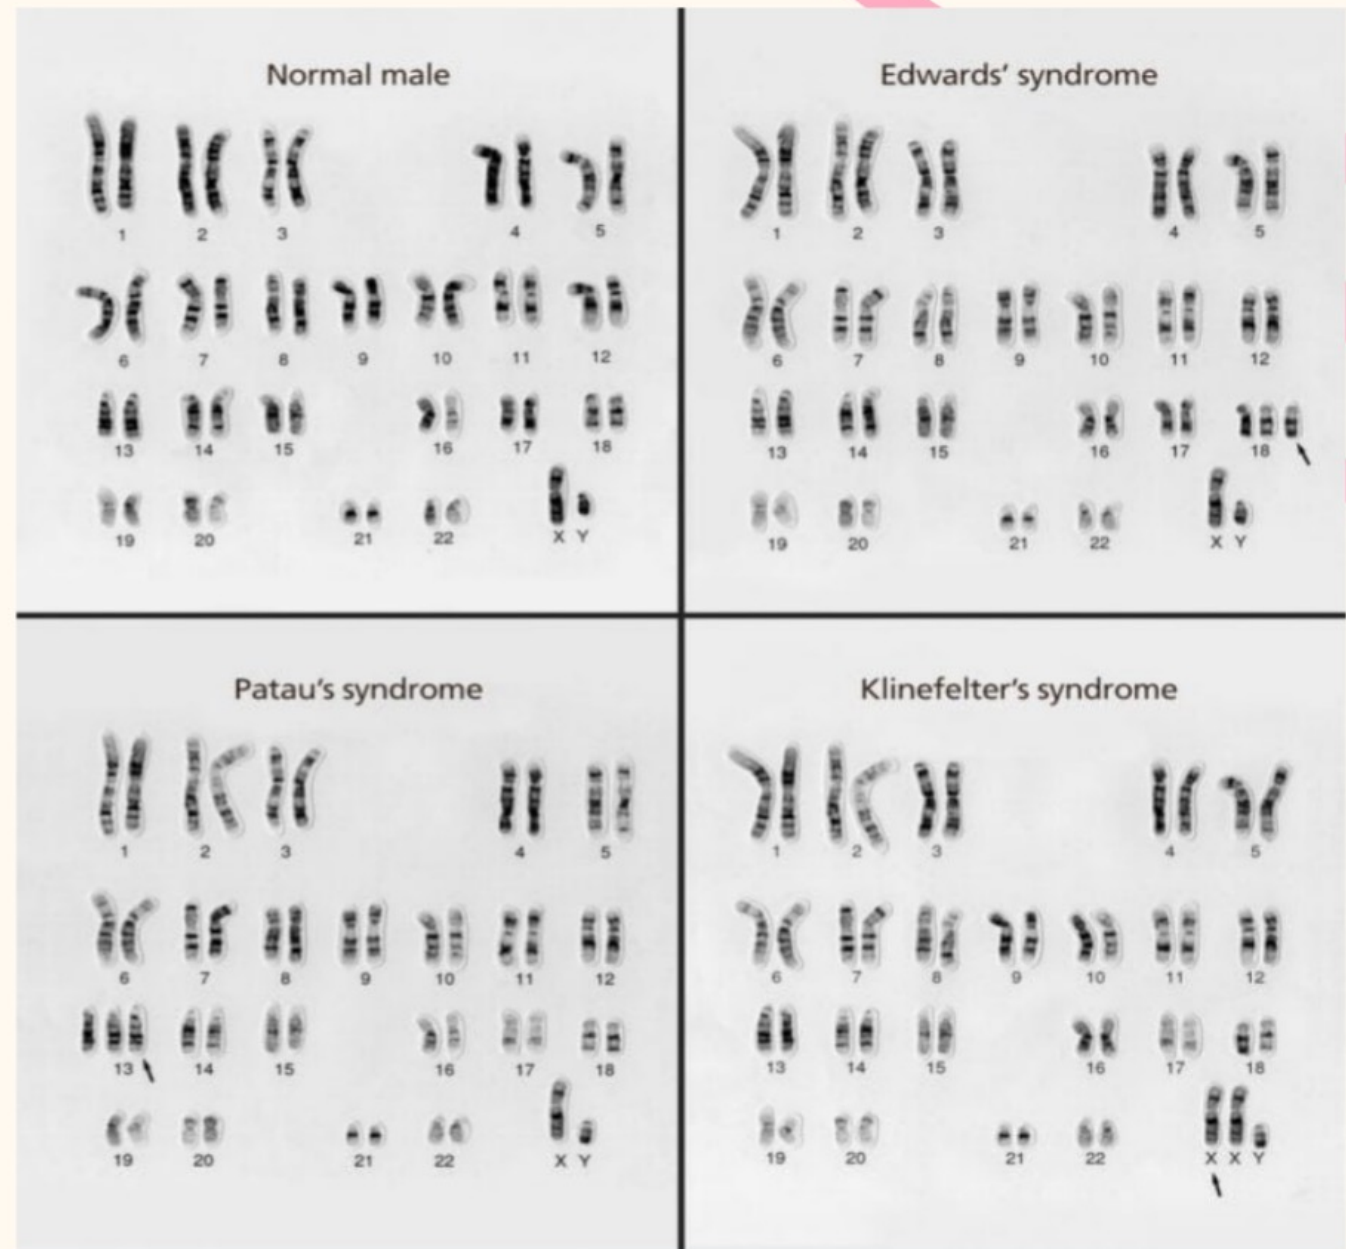 Normal male
1 2 3 4 5
6 7 8 9 10 11 12
13 14 15 16 17 18
19 20 21 22 X Y
Edwards' syndrome
1 2 3 4 5
6 7 8 9 10 11 12
13 14 15 16 17 18
19 20 21 22 X Y
Patau's syndrome
1 2 3 4 5
6 7 8 9 10 11 12
13 14 15 16 17 18
19 20 21 22 X Y
Klinefelter's syndrome
1 2 3 4 5
6 7 8 9 10 11 12
13 14 15 16 17 18
19 20 21 22 X X Y